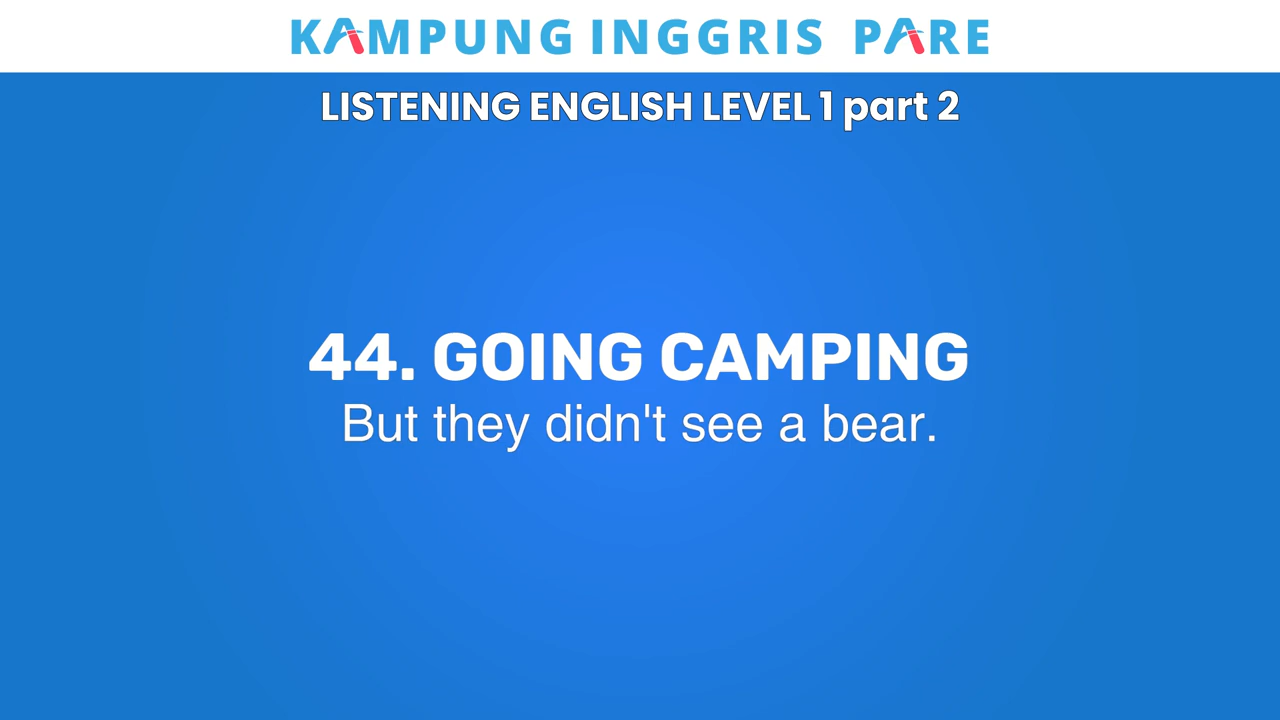 KAMPUNG INGGRIS PARE
LISTENING ENGLISH LEVEL 1 part 2
44. GOING CAMPING
But they didn't see a bear.